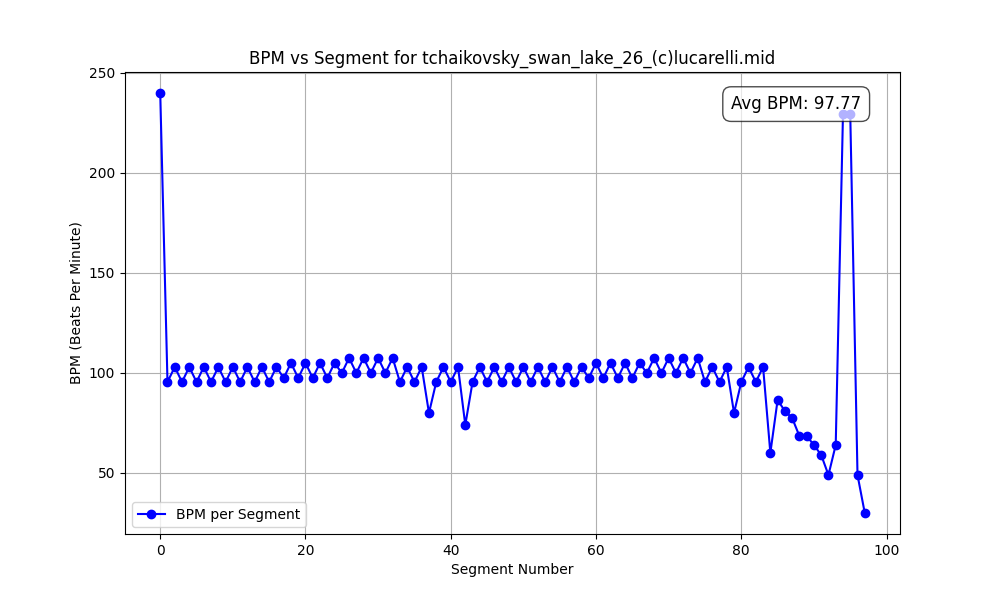 BPM vs Segment for tchaikovsky_swan_lake_26_(c)lucarelli.mid
Avg BPM: 97.77
BPM (Beats Per Minute)
250
200
150
100
50
BPM per Segment
0 20 40 60 80 100
Segment Number